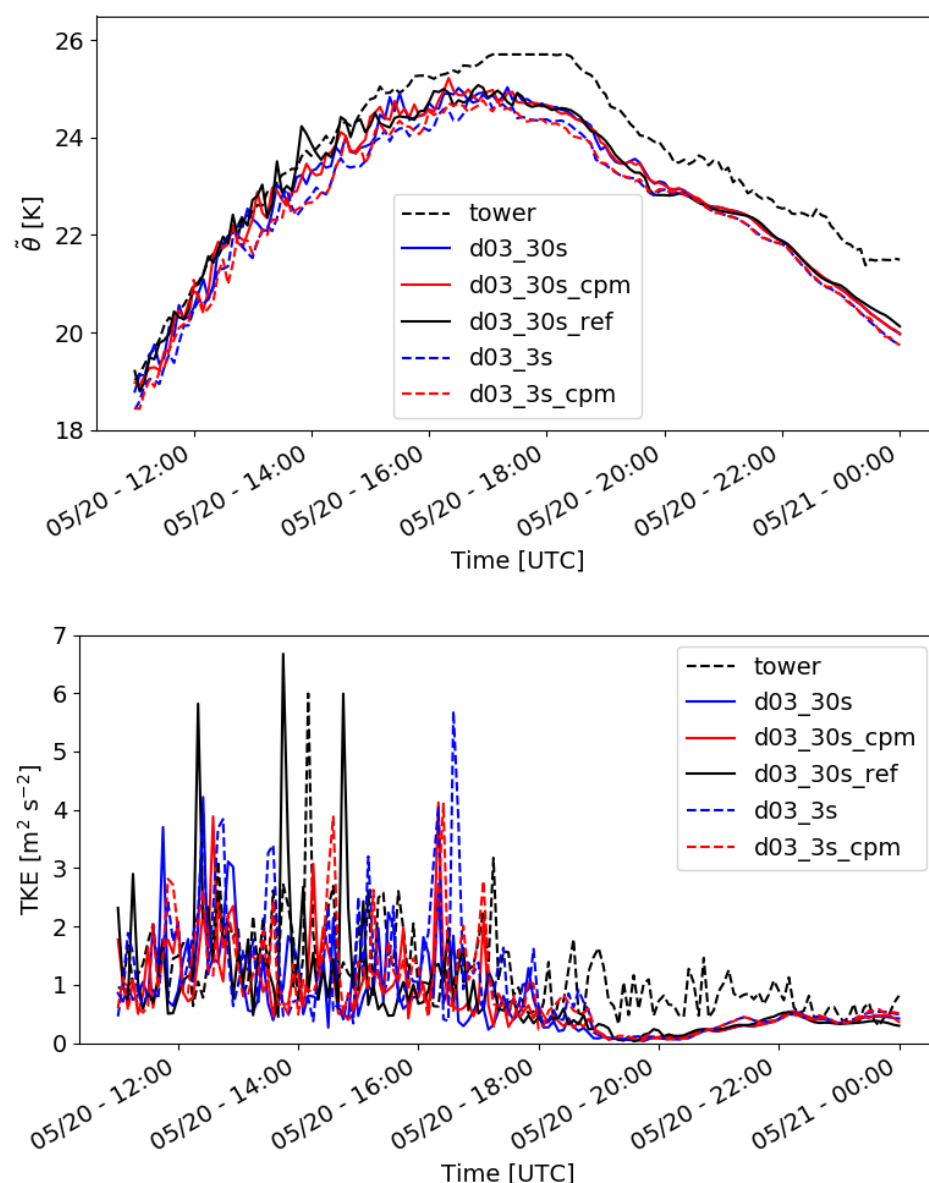 26
24
22
20
18
θ̃ [K]
tower
d03_30s
d03_30s_cpm
d03_30s_ref
d03_3s
d03_3s_cpm
05/20 - 12:00
05/20 - 14:00
05/20 - 16:00
05/20 - 18:00
05/20 - 20:00
05/20 - 22:00
05/21 - 00:00
Time [UTC]
7
6
5
4
3
2
1
0
TKE [m² s⁻²]
tower
d03_30s
d03_30s_cpm
d03_30s_ref
d03_3s
d03_3s_cpm
05/20 - 12:00
05/20 - 14:00
05/20 - 16:00
05/20 - 18:00
05/20 - 20:00
05/20 - 22:00
05/21 - 00:00
Time [UTC]